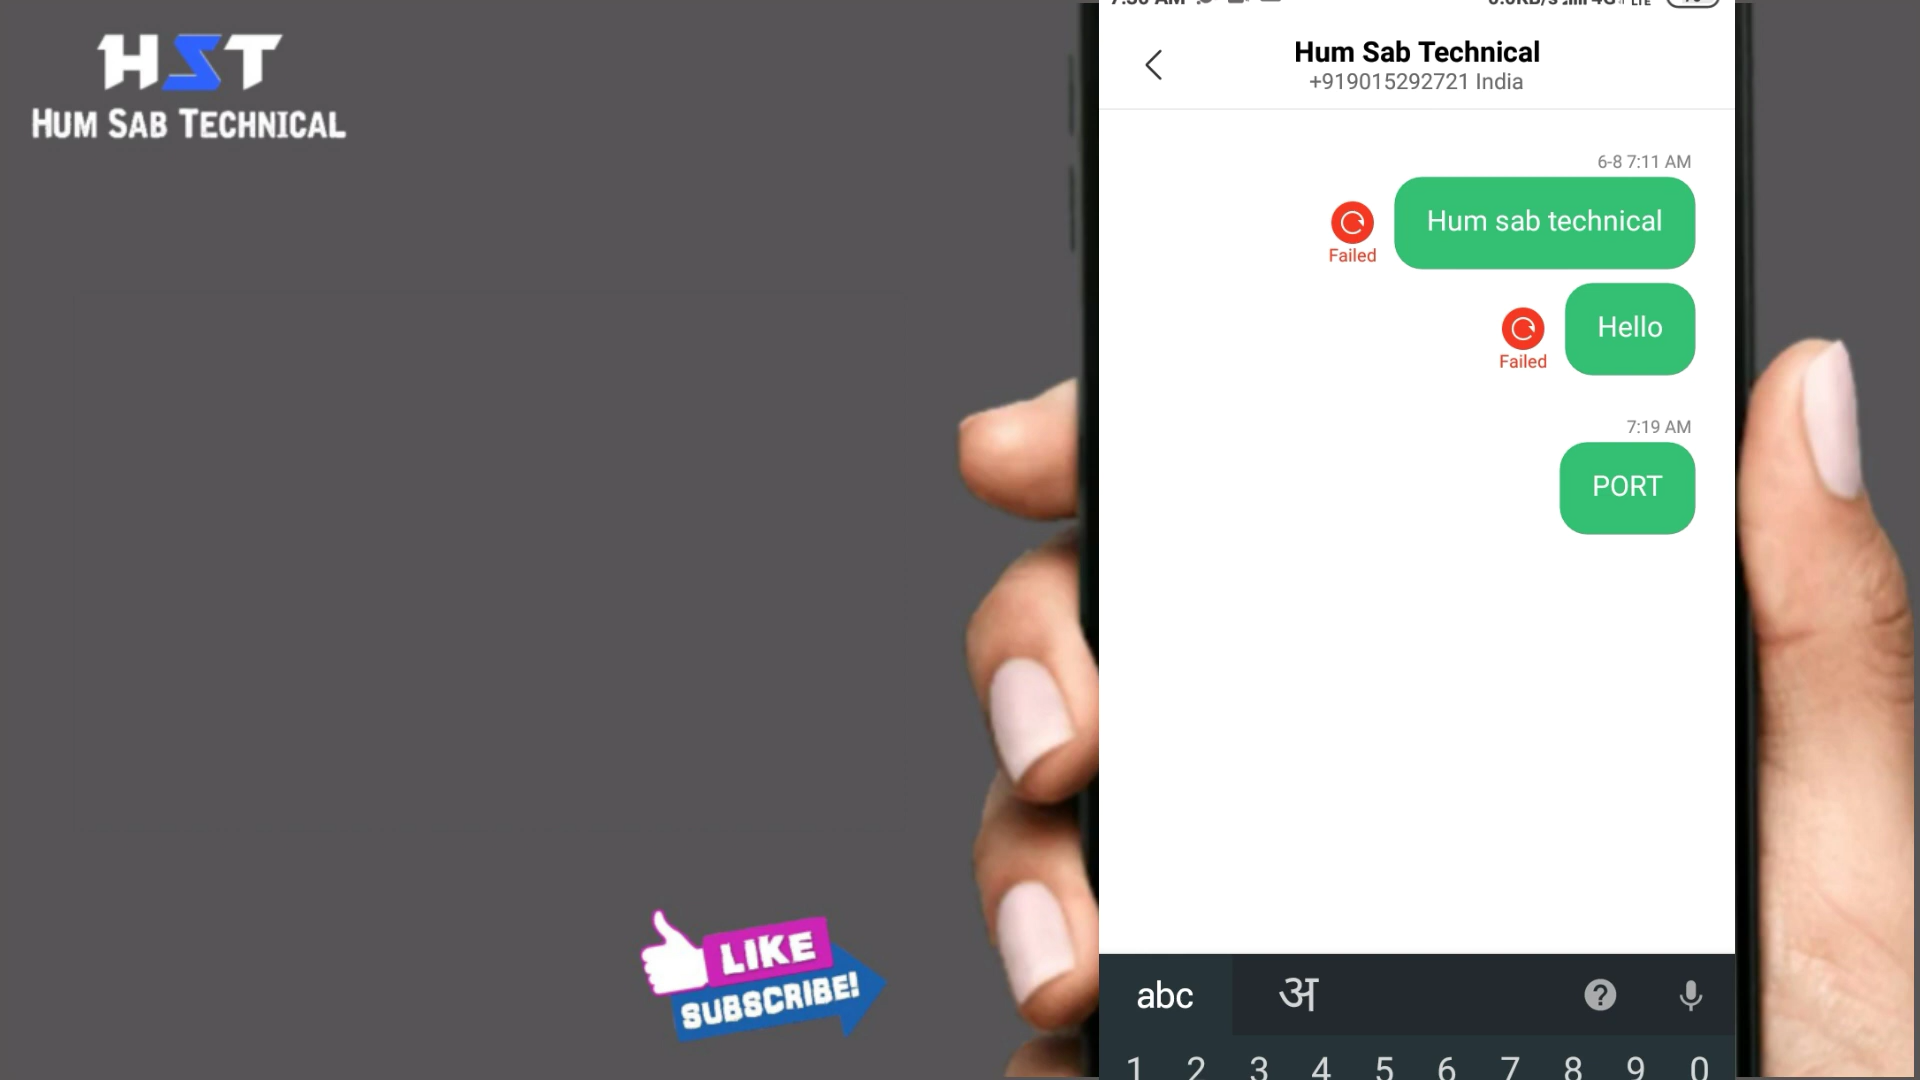 HST
HUM SAB TECHNICAL
Hum Sab Technical
+919015292721 India
6-8 7:11 AM
Hum sab technical
Failed
Hello
Failed
7:19 AM
PORT
LIKE
SUBSCRIBE!
abc अ ?
1 2 3 4 5 6 7 8 9 0